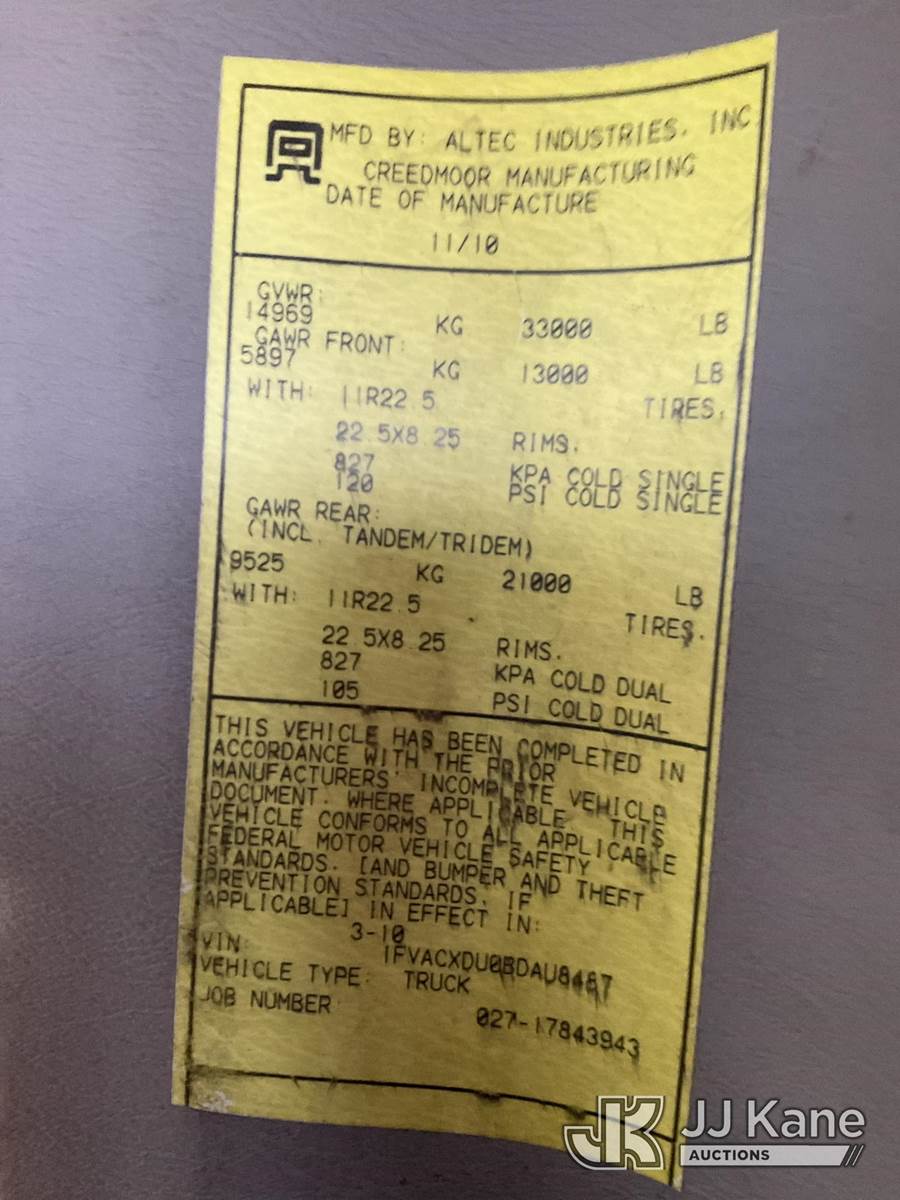 MFD BY: ALTEC INDUSTRIES, INC
CREEDMOOR MANUFACTURING
DATE OF MANUFACTURE
11/10
GVWR:
14969 KG 33000 LB
GAWR FRONT:
5897 KG 13000 LB
WITH: 11R22.5 TIRES,
22.5X8.25 RIMS.
827 KPA COLD SINGLE
120 PSI COLD SINGLE
GAWR REAR:
(INCL. TANDEM/TRIDEM)
9525 KG 21000 LB
WITH: 11R22.5 TIRES.
22.5X8.25 RIMS.
827 KPA COLD DUAL
105 PSI COLD DUAL
THIS VEHICLE HAS BEEN COMPLETED IN
ACCORDANCE WITH THE PRIOR
MANUFACTURERS' INCOMPLETE VEHICLE
DOCUMENT. WHERE APPLICABLE. THIS
VEHICLE CONFORMS TO ALL APPLICABLE
FEDERAL MOTOR VEHICLE SAFETY
STANDARDS, [AND BUMPER AND THEFT
PREVENTION STANDARDS, IF
APPLICABLE] IN EFFECT IN:
3-10
VIN: 1FVACXDU0BDAU8487
VEHICLE TYPE: TRUCK
JOB NUMBER 027-17843943
JK JJ Kane
AUCTIONS